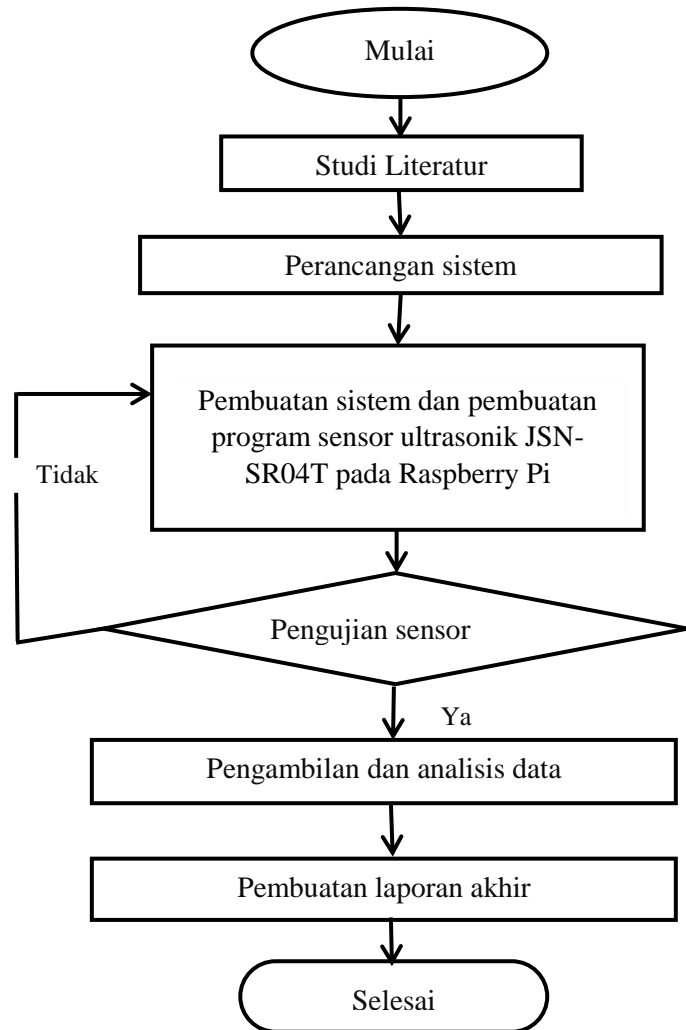 Mulai
Studi Literatur
Perancangan sistem
Pembuatan sistem dan pembuatan
program sensor ultrasonik JSN-
SR04T pada Raspberry Pi
Tidak
Pengujian sensor
Ya
Pengambilan dan analisis data
Pembuatan laporan akhir
Selesai